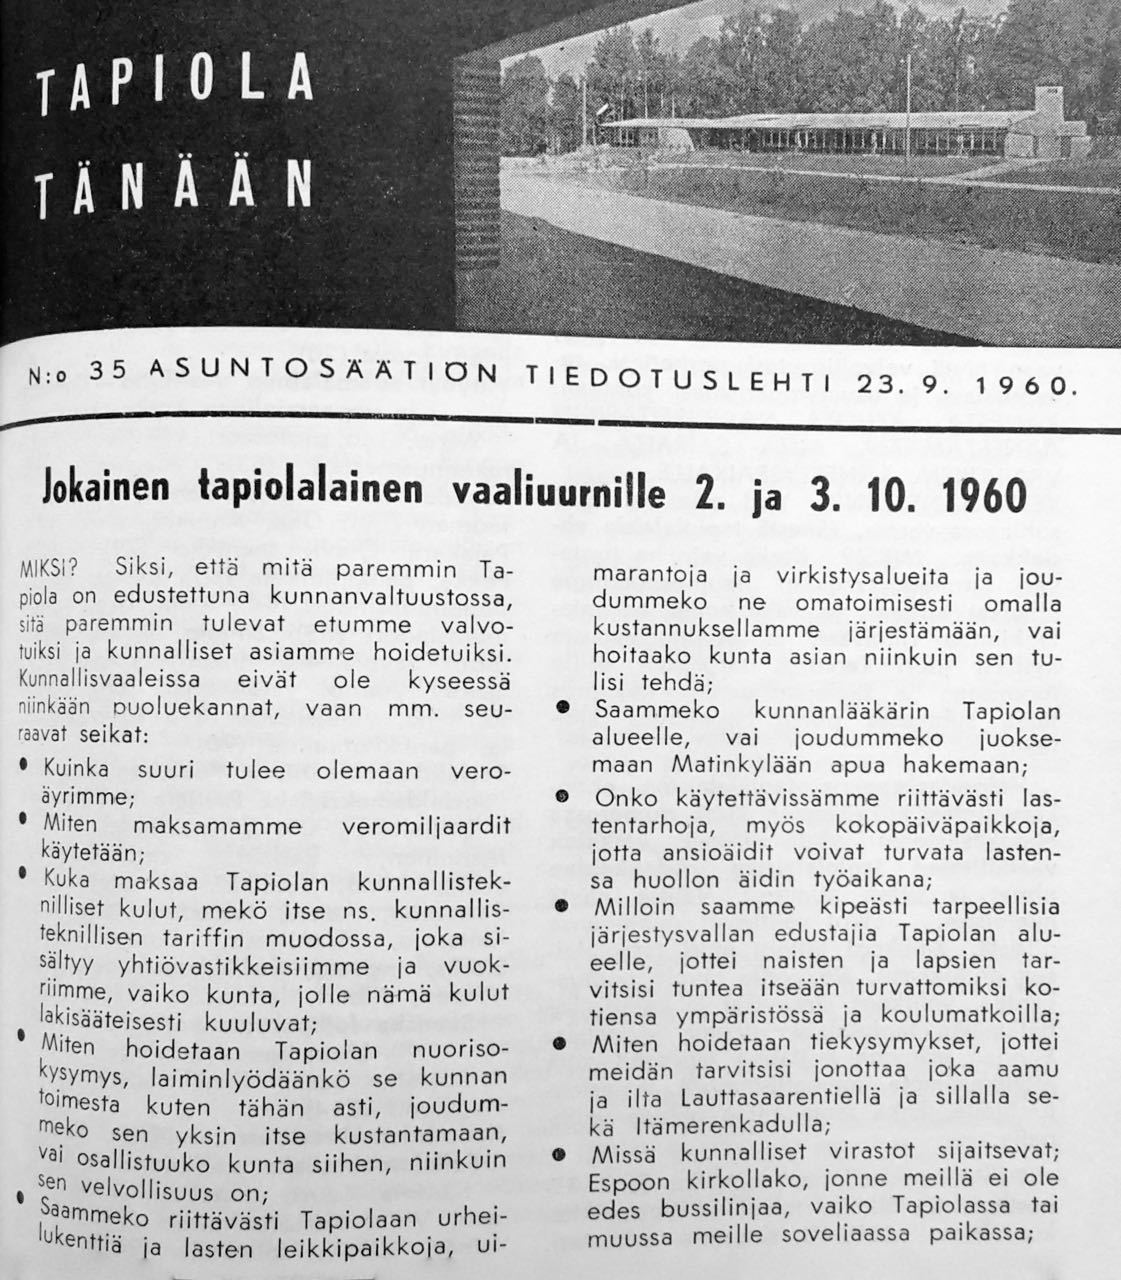 TAPIOLA
TÄNÄÄN
N:o 35 ASUNTOSÄÄTIÖN TIEDOTUSLEHTI 23. 9. 1960.
Jokainen tapiolalainen vaaliuurnille 2. ja 3. 10. 1960
MIKSI? Siksi, että mitä paremmin Ta-
piola on edustettuna kunnanvaltuustossa,
sitä paremmin tulevat etumme valvo-
tuiksi ja kunnalliset asiamme hoidetuiksi.
Kunnallisvaaleissa eivät ole kyseessä
niinkään puoluekannat, vaan mm. seu-
raavat seikat:
• Kuinka suuri tulee olemaan vero-
äyrimme;
• Miten maksamamme veromiljaardit
käytetään;
• Kuka maksaa Tapiolan kunnallistek-
nilliset kulut, mekö itse ns. kunnallis-
teknillisen tariffin muodossa, joka si-
sältyy yhtiövastikkeisiimme ja vuok-
riimme, vaiko kunta, jolle nämä kulut
lakisääteisesti kuuluvat;
• Miten hoidetaan Tapiolan nuoriso-
kysymys, laiminlyödäänkö se kunnan
toimesta kuten tähän asti, joudum-
meko sen yksin itse kustantamaan,
vai osallistuuko kunta siihen, niinkuin
sen velvollisuus on;
• Saammeko riittävästi Tapiolaan urhei-
lukenttiä ja lasten leikkipaikkoja, ui-
marantoja ja virkistysalueita ja jou-
dummeko ne omatoimisesti omalla
kustannuksellamme järjestämään, vai
hoitaako kunta asian niinkuin sen tu-
lisi tehdä;
• Saammeko kunnanlääkärin Tapiolan
alueelle, vai joudummeko juokse-
maan Matinkylään apua hakemaan;
• Onko käytettävissämme riittävästi las-
tentarhoja, myös kokopäiväpaikkoja,
jotta ansioäidit voivat turvata lasten-
sa huollon äidin työaikana;
• Milloin saamme kipeästi tarpeellisia
järjestysvallan edustajia Tapiolan alu-
eelle, jottei naisten ja lapsien tar-
vitsisi tuntea itseään turvattomiksi ko-
tiensa ympäristössä ja koulumatkoilla;
• Miten hoidetaan tiekysymykset, jottei
meidän tarvitsisi jonottaa joka aamu
ja ilta Lauttasaarentiellä ja sillalla se-
kä Itämerenkadulla;
• Missä kunnalliset virastot sijaitsevat;
Espoon kirkollako, jonne meillä ei ole
edes bussilinjaa, vaiko Tapiolassa tai
muussa meille soveliaassa paikassa;